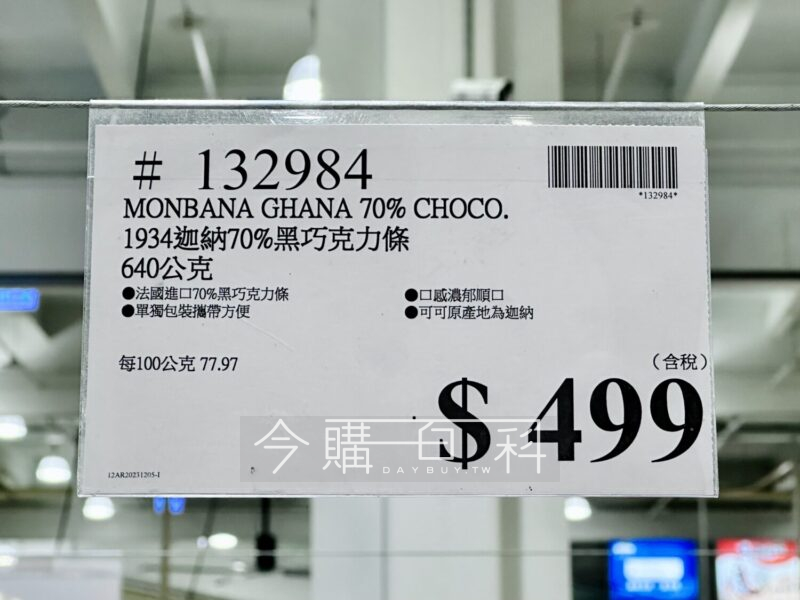 # 132984
*132984*
MONBANA GHANA 70% CHOCO.
1934迦納70%黑巧克力條
640公克
●法國進口70%黑巧克力條
●口感濃郁順口
●單獨包裝攜帶方便
●可可原產地為迦納
每100公克 77.97
(含稅)
$ 499
今購百科
DAYBUY.TW
12AR20231205-I